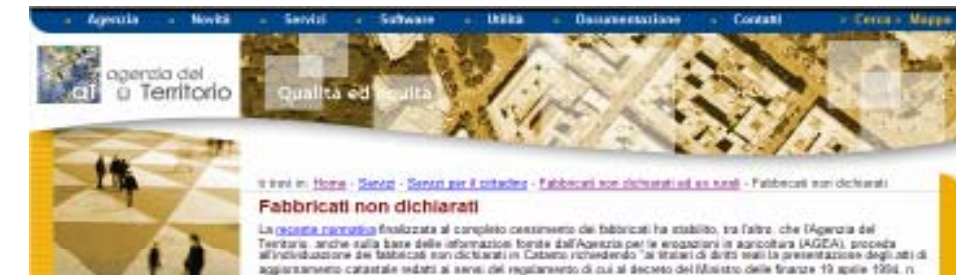 Agenzia Novità Servizi Software Utilità Documentazione Contatti > Cerca > Mappa
agenzia del
Territorio
Qualità ed equità
ti trovi in: Home - Servizi - Servizi per il cittadino - Fabbricati non dichiarati ed ex rurali - Fabbricati non dichiarati
Fabbricati non dichiarati
La recente normativa finalizzata al completo censimento dei fabbricati ha stabilito, tra l'altro, che l'Agenzia del
Territorio, anche sulla base delle informazioni fornite dall'Agenzia per le erogazioni in agricoltura (AGEA), proceda
all'individuazione dei fabbricati non dichiarati in Catasto richiedendo "ai titolari di diritti reali la presentazione degli atti di
aggiornamento catastale redatti ai sensi del regolamento di cui al decreto del Ministro delle finanze 19 aprile 1994,